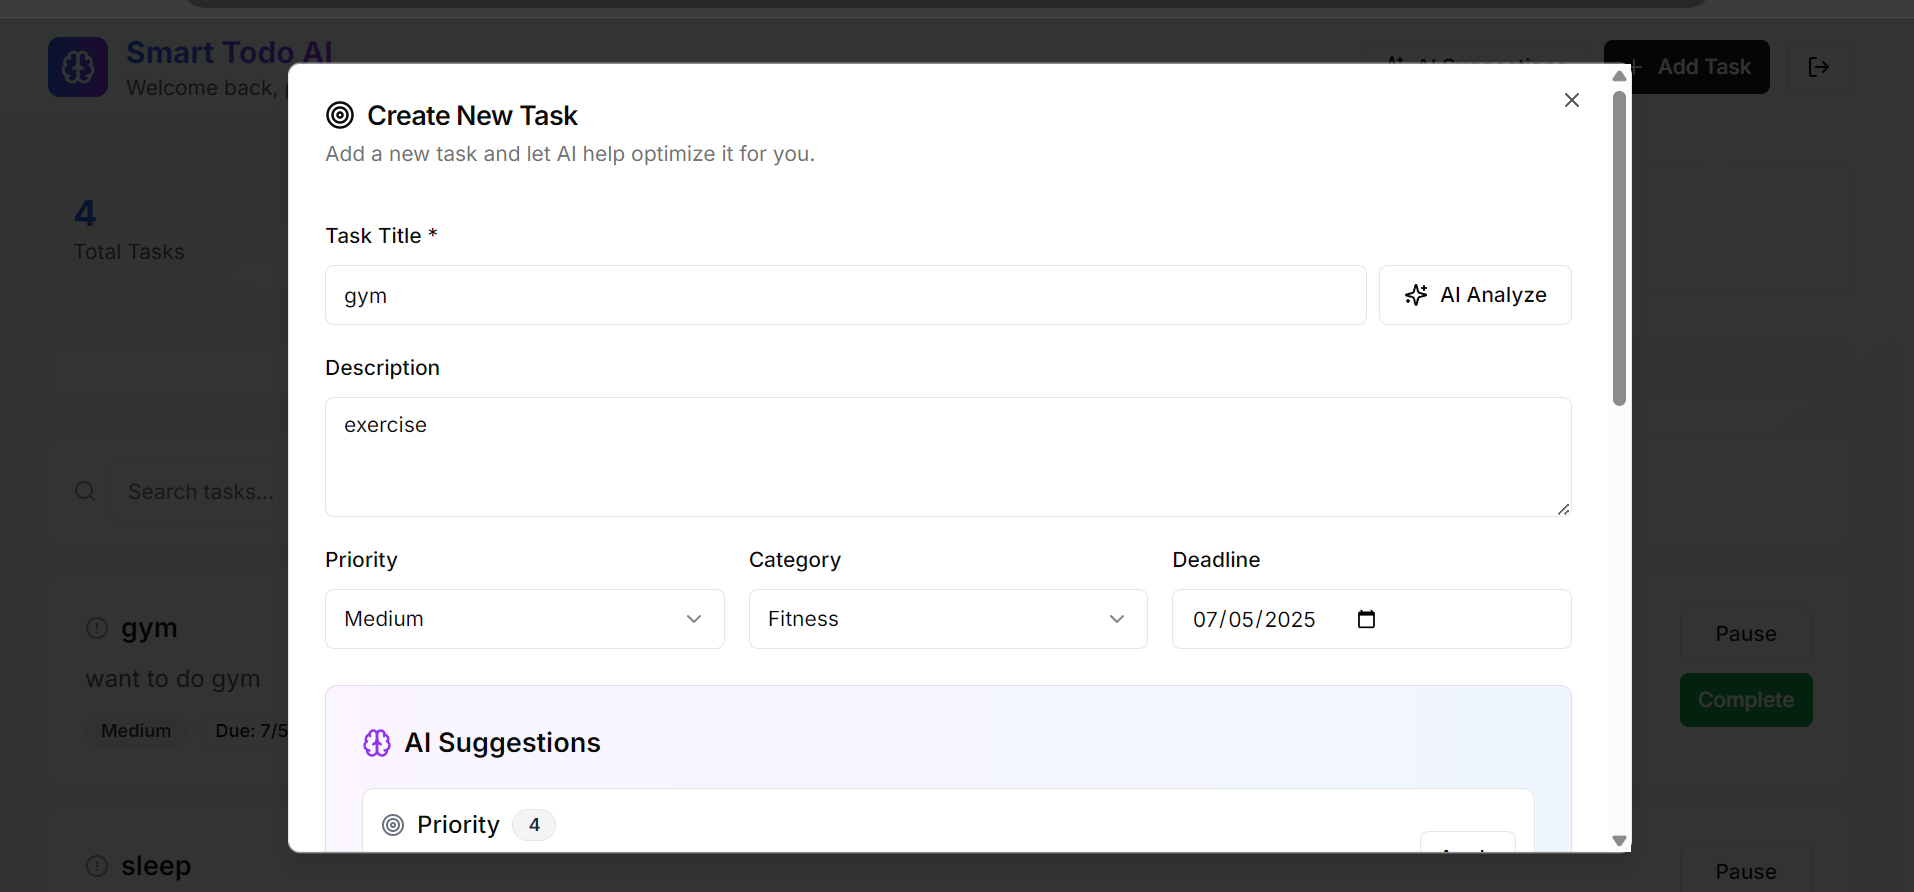 Smart Todo AI
Welcome back,
Add Task
Create New Task
Add a new task and let AI help optimize it for you.
4
Total Tasks
Task Title *
gym
AI Analyze
Description
exercise
Search tasks...
Priority
Category
Deadline
Medium
Fitness
07/05/2025
gym
want to do gym
Medium
Due: 7/5
Pause
Complete
AI Suggestions
Priority
4
sleep
Pause